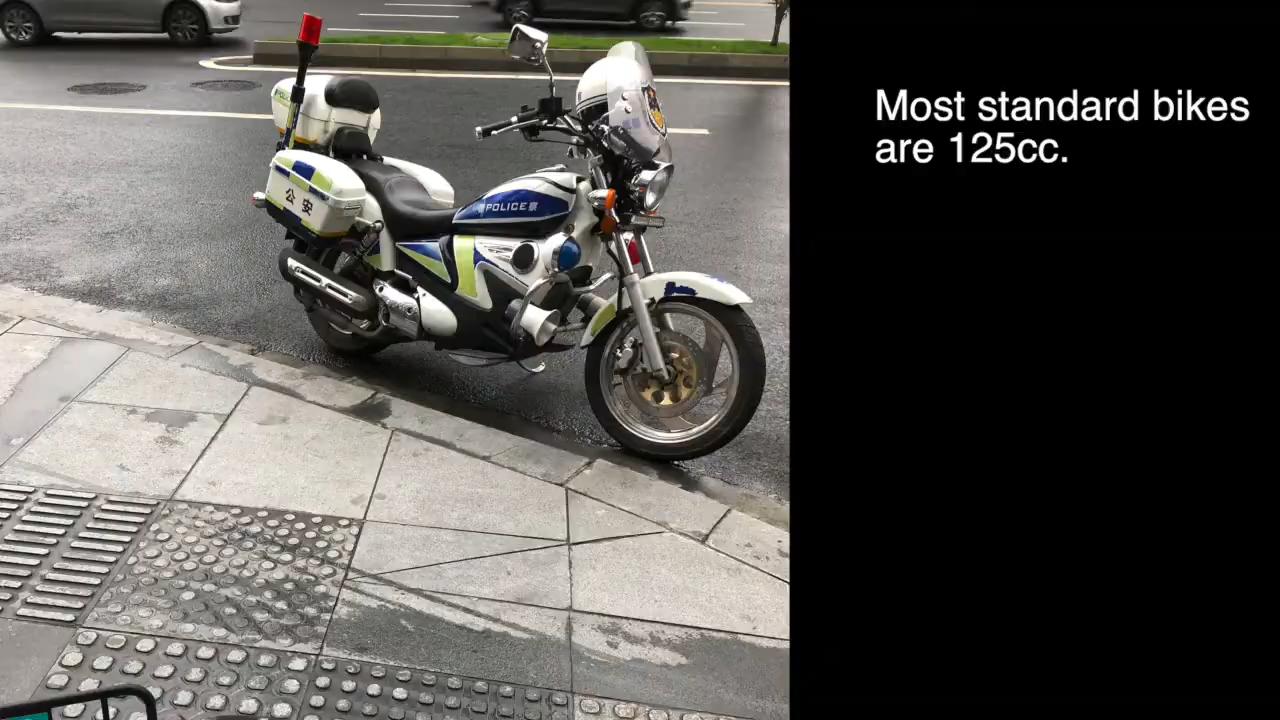 Most standard bikes
are 125cc.
POLICE
公安